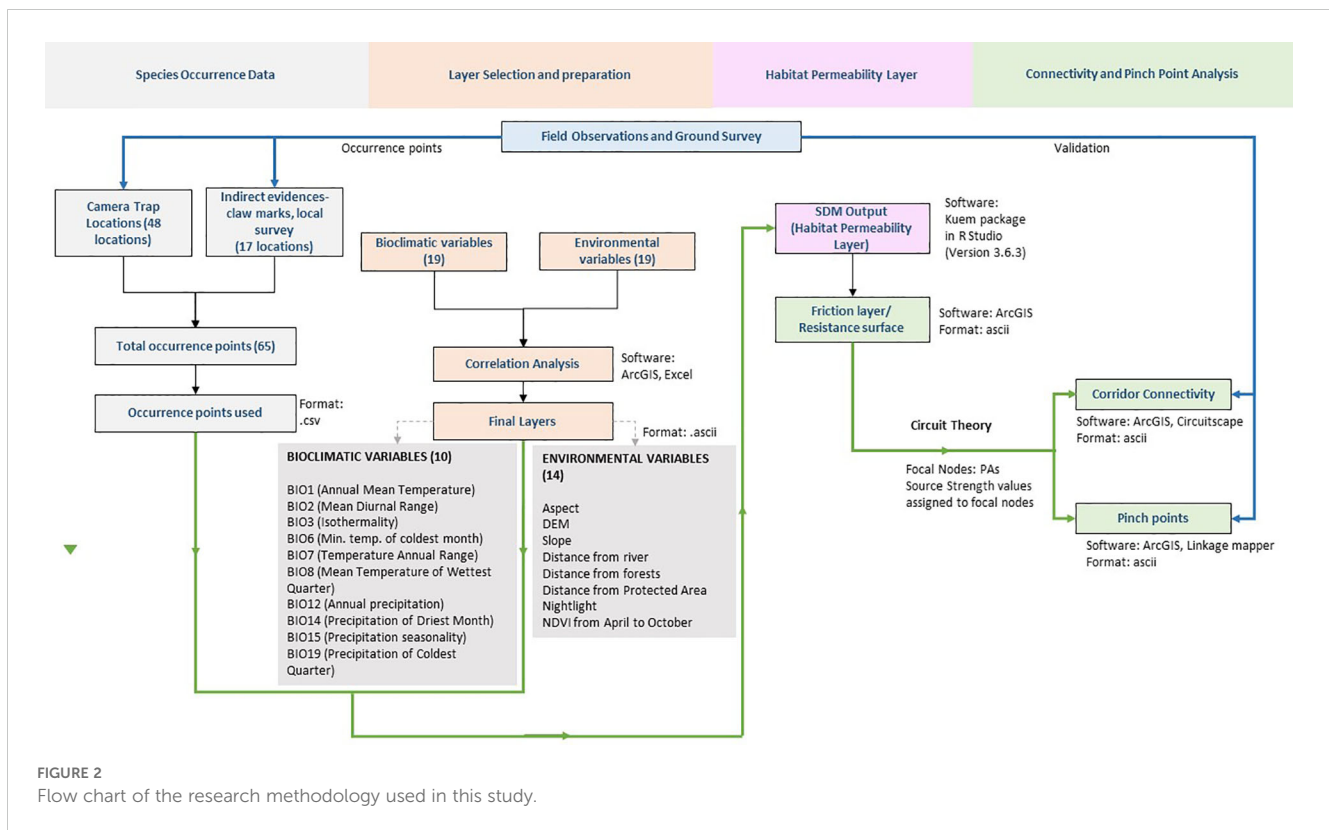 Species Occurrence Data
Layer Selection and preparation
Habitat Permeability Layer
Connectivity and Pinch Point Analysis
Field Observations and Ground Survey
Occurrence points
Validation
Camera Trap
Locations (48
locations)
Indirect evidences-
claw marks, local
survey
(17 locations)
Total occurrence points (65)
Occurrence points used
Format:
.csv
Bioclimatic variables
(19)
Environmental
variables (19)
Correlation Analysis
Software:
ArcGIS, Excel
Final Layers
Format: .ascii
BIOCLIMATIC VARIABLES (10)
BIO1 (Annual Mean Temperature)
BIO2 (Mean Diurnal Range)
BIO3 (Isothermality)
BIO6 (Min. temp. of coldest month)
BIO7 (Temperature Annual Range)
BIO8 (Mean Temperature of Wettest
Quarter)
BIO12 (Annual precipitation)
BIO14 (Precipitation of Driest Month)
BIO15 (Precipitation seasonality)
BIO19 (Precipitation of Coldest
Quarter)
ENVIRONMENTAL VARIABLES
(14)
Aspect
DEM
Slope
Distance from river
Distance from forests
Distance from Protected Area
Nightlight
NDVI from April to October
SDM Output
(Habitat Permeability
Layer)
Software:
Kuem package
in R Studio
(Version 3.6.3)
Friction layer/
Resistance surface
Software: ArcGIS
Format: ascii
Circuit Theory
Focal Nodes: PAs
Source Strength values
assigned to focal nodes
Corridor Connectivity
Software: ArcGIS, Circuitscape
Format: ascii
Pinch points
Software: ArcGIS, Linkage mapper
Format: ascii
FIGURE 2
Flow chart of the research methodology used in this study.